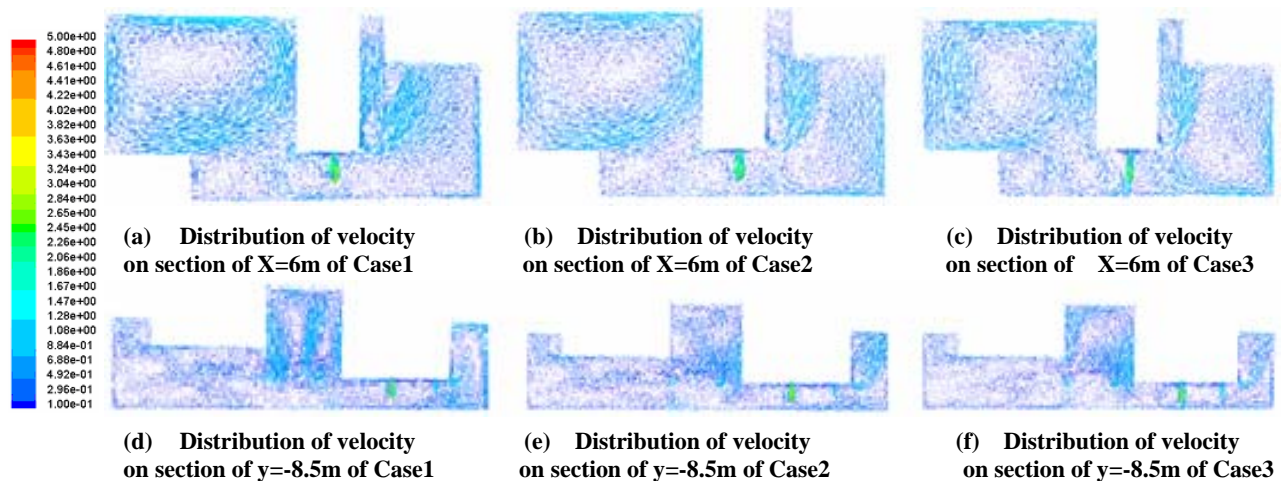 5.00e+00
4.80e+00
4.61e+00
4.41e+00
4.22e+00
4.02e+00
3.82e+00
3.63e+00
3.43e+00
3.24e+00
3.04e+00
2.84e+00
2.65e+00
2.45e+00
2.26e+00
2.06e+00
1.86e+00
1.67e+00
1.47e+00
1.28e+00
1.08e+00
8.84e-01
6.88e-01
4.92e-01
2.96e-01
1.00e-01
(a) Distribution of velocity
on section of X=6m of Case1
(b) Distribution of velocity
on section of X=6m of Case2
(c) Distribution of velocity
on section of X=6m of Case3
(d) Distribution of velocity
on section of y=-8.5m of Case1
(e) Distribution of velocity
on section of y=-8.5m of Case2
(f) Distribution of velocity
on section of y=-8.5m of Case3